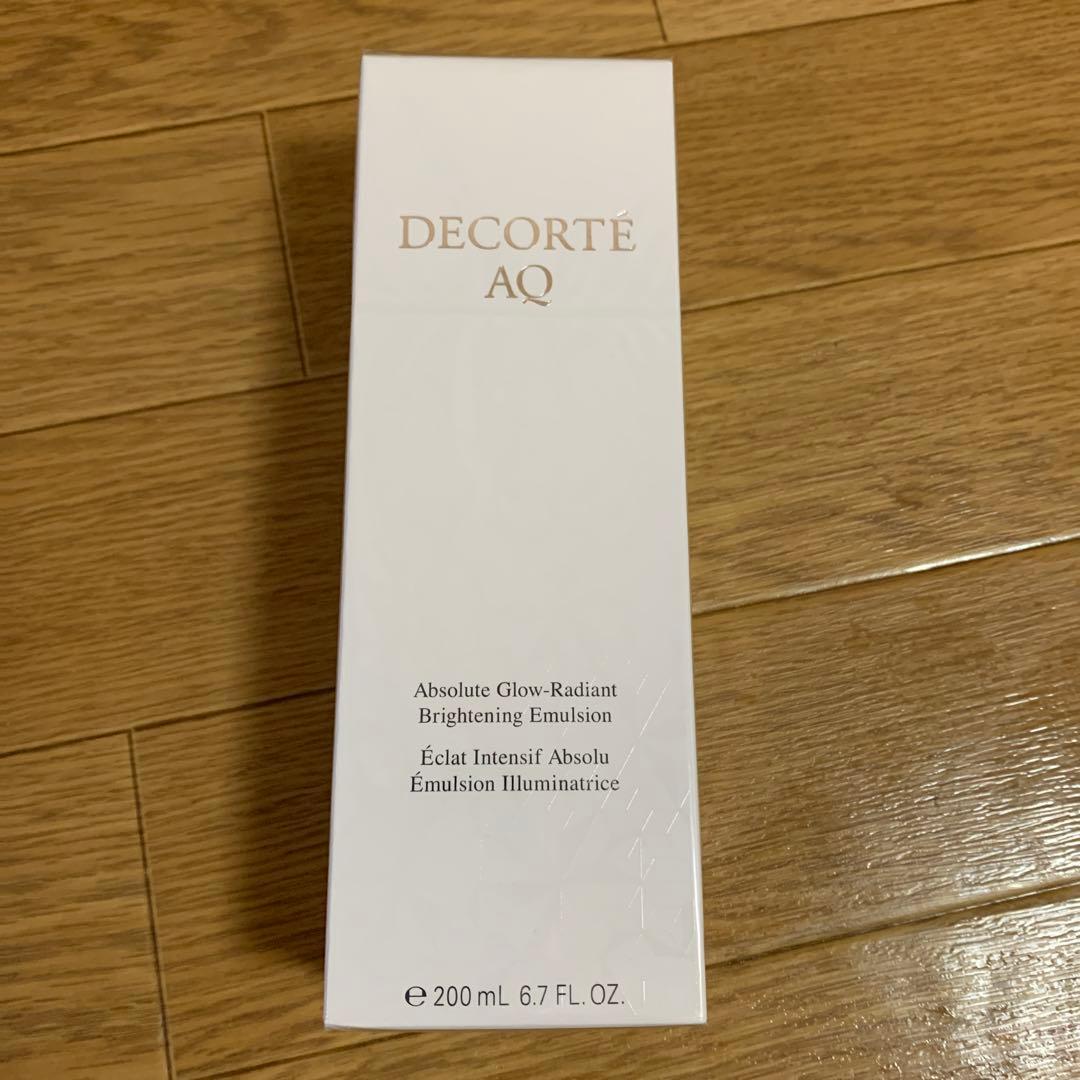 DECORTÉ
AQ
Absolute Glow-Radiant
Brightening Emulsion
Éclat Intensif Absolu
Émulsion Illuminatrice
℮ 200 mL 6.7 FL. OZ.